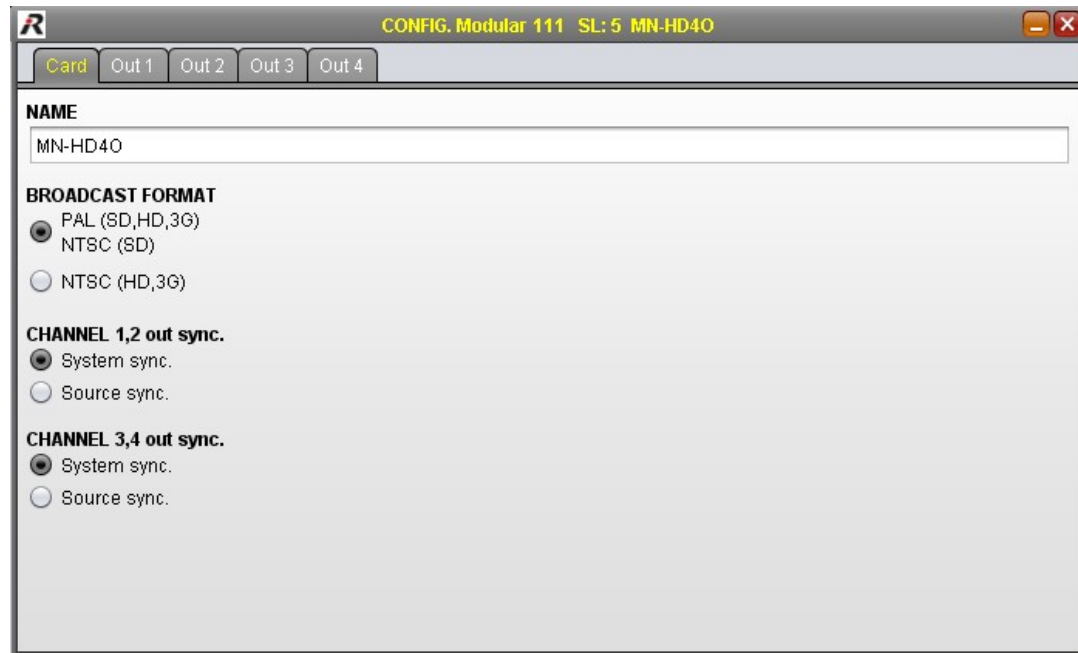 CONFIG. Modular 111 SL: 5 MN-HD4O
Card Out 1 Out 2 Out 3 Out 4
NAME
MN-HD4O
BROADCAST FORMAT
PAL (SD,HD,3G)
NTSC (SD)
NTSC (HD,3G)
CHANNEL 1,2 out sync.
System sync.
Source sync.
CHANNEL 3,4 out sync.
System sync.
Source sync.